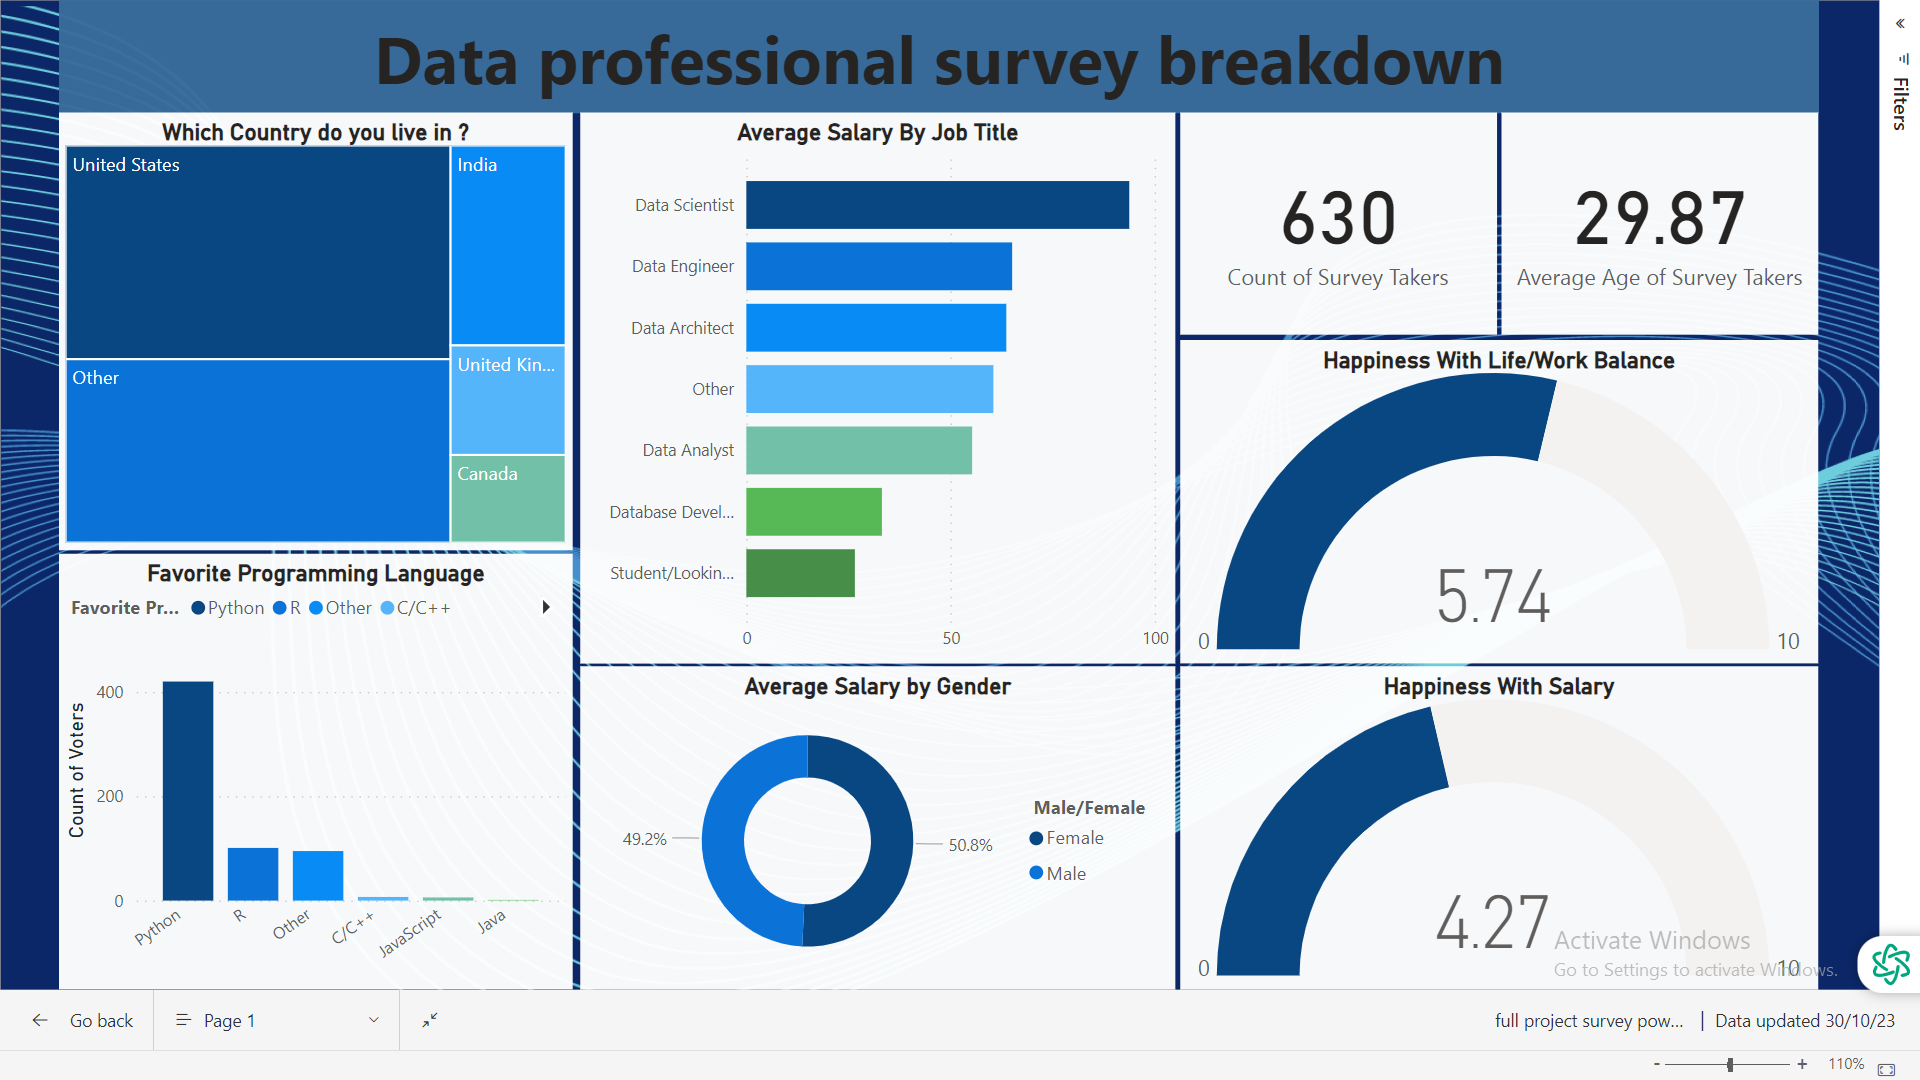 Data professional survey breakdown
«
Filters
Which Country do you live in ?
United States
India
Other
United Kin...
Canada
Average Salary By Job Title
Data Scientist
Data Engineer
Data Architect
Other
Data Analyst
Database Devel...
Student/Lookin...
0 50 100
630
Count of Survey Takers
29.87
Average Age of Survey Takers
Happiness With Life/Work Balance
5.74
0 10
Favorite Programming Language
Favorite Pr... Python R Other C/C++
Count of Voters
400
200
0
Python R Other C/C++ JavaScript Java
Average Salary by Gender
49.2%
50.8%
Male/Female
Female
Male
Happiness With Salary
4.27
0 10
Activate Windows
Go to Settings to activate Windows.
Go back
Page 1
full project survey pow... | Data updated 30/10/23
- + 110%